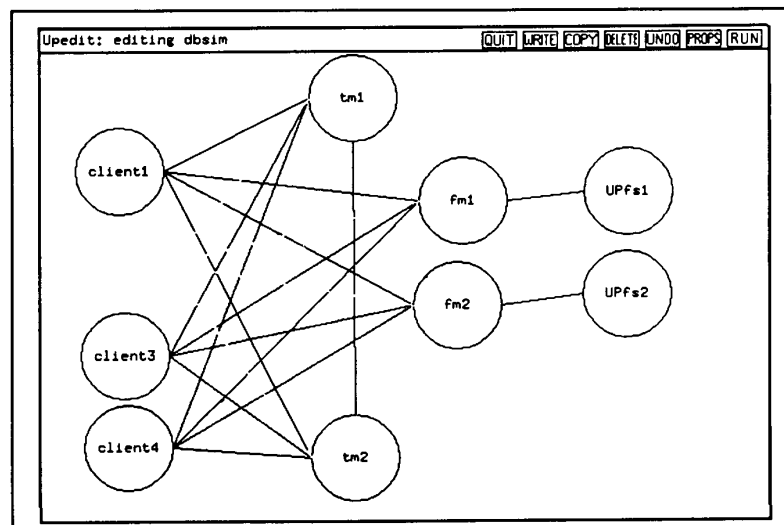 Upedit: editing dbsim QUIT WRITE COPY DELETE UNDO PROPS RUN
tm1
client1
fm1
UPfs1
fm2
UPfs2
client3
client4
tm2